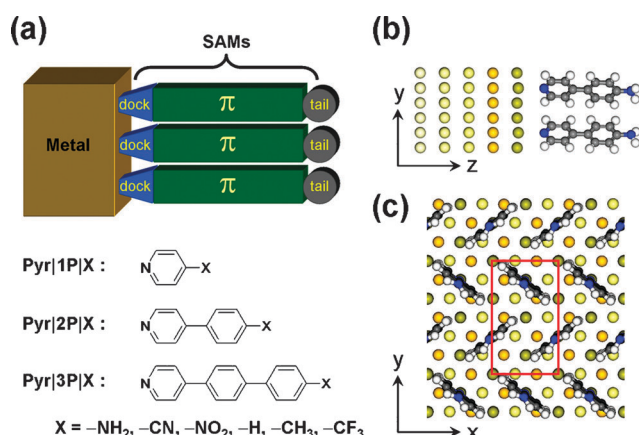 (a)
SAMs
Metal
dock π tail
dock π tail
dock π tail
Pyr|1P|X : N X
Pyr|2P|X : N X
Pyr|3P|X : N X
X = –NH₂, –CN, –NO₂, –H, –CH₃, –CF₃
(b)
y
z
(c)
y
x